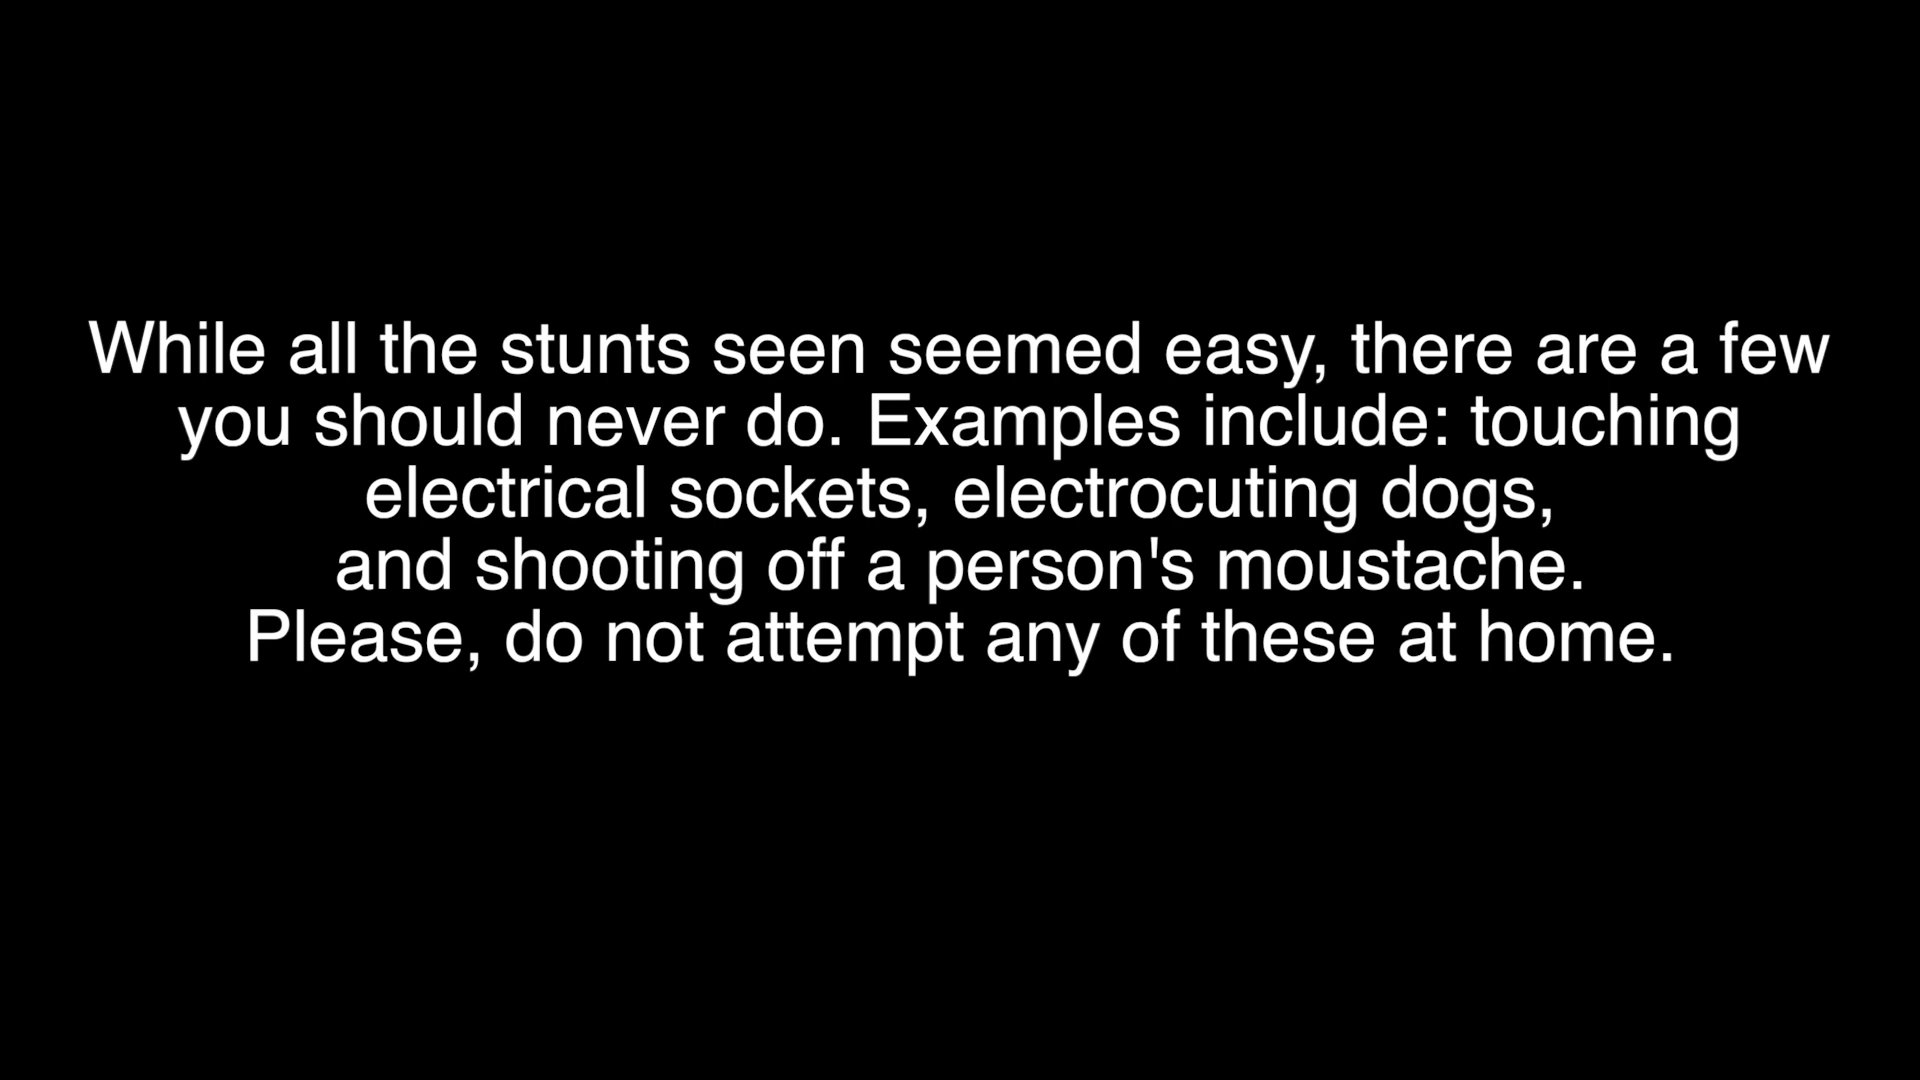 While all the stunts seen seemed easy, there are a few
you should never do. Examples include: touching
electrical sockets, electrocuting dogs,
and shooting off a person's moustache.
Please, do not attempt any of these at home.